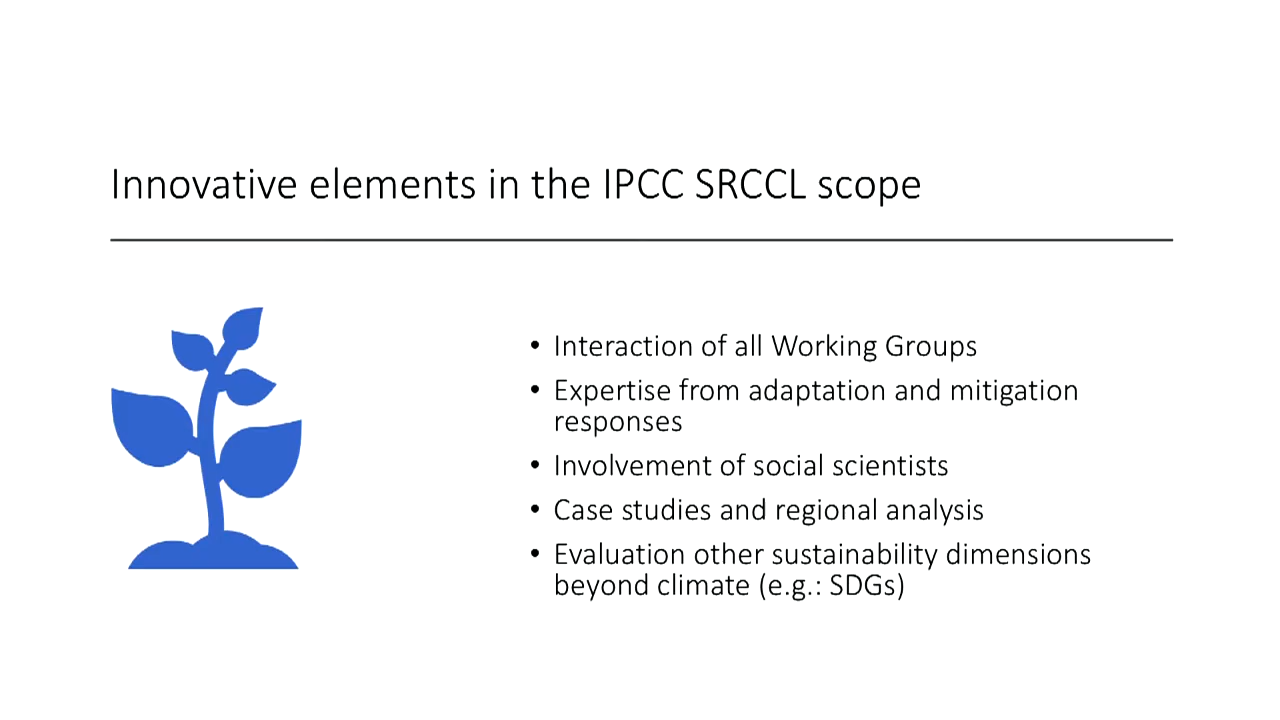 Innovative elements in the IPCC SRCCL scope
• Interaction of all Working Groups
• Expertise from adaptation and mitigation
responses
• Involvement of social scientists
• Case studies and regional analysis
• Evaluation other sustainability dimensions
beyond climate (e.g.: SDGs)